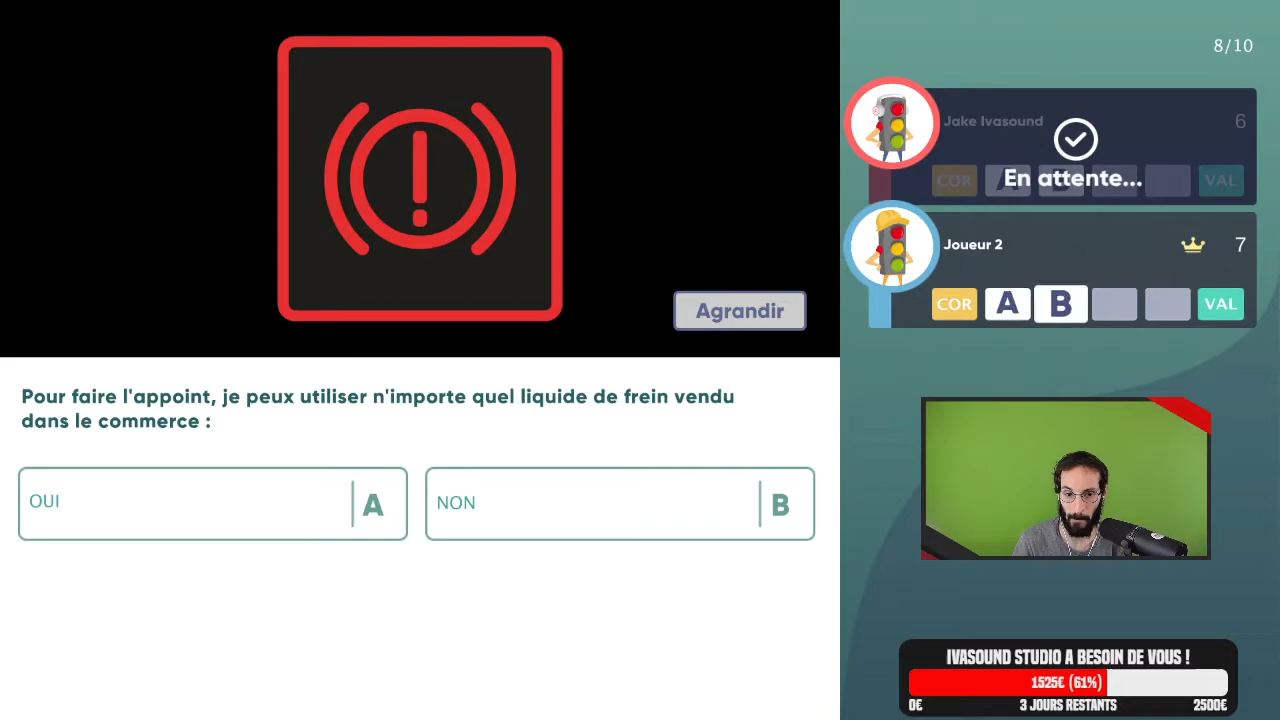 8/10
Jake Ivasound
6
COR
A
B
VAL
En attente...
Joueur 2
7
COR
A
B
VAL
Agrandir
Pour faire l'appoint, je peux utiliser n'importe quel liquide de frein vendu
dans le commerce :
OUI
A
NON
B
IVASOUND STUDIO A BESOIN DE VOUS !
1525€ (61%)
0€
3 JOURS RESTANTS
2500€